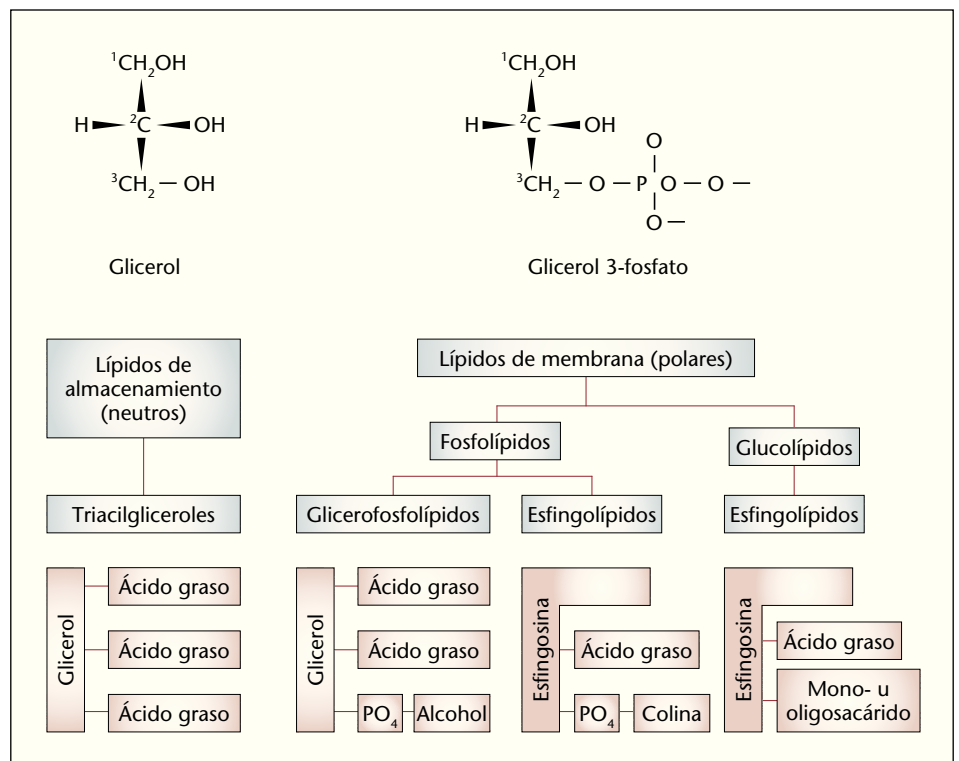 ¹CH₂OH
H ²C OH
³CH₂ — OH
Glicerol
¹CH₂OH
H ²C OH
O
³CH₂ — O — P O — O —
O —
Glicerol 3-fosfato
Lípidos de
almacenamiento
(neutros)
Triacilgliceroles
Lípidos de membrana (polares)
Fosfolípidos
Glucolípidos
Glicerofosfolípidos
Esfingolípidos
Esfingolípidos
Glicerol
Ácido graso
Ácido graso
Ácido graso
Glicerol
Ácido graso
Ácido graso
PO₄
Alcohol
Esfingosina
Ácido graso
PO₄
Colina
Esfingosina
Ácido graso
Mono- u
oligosacárido